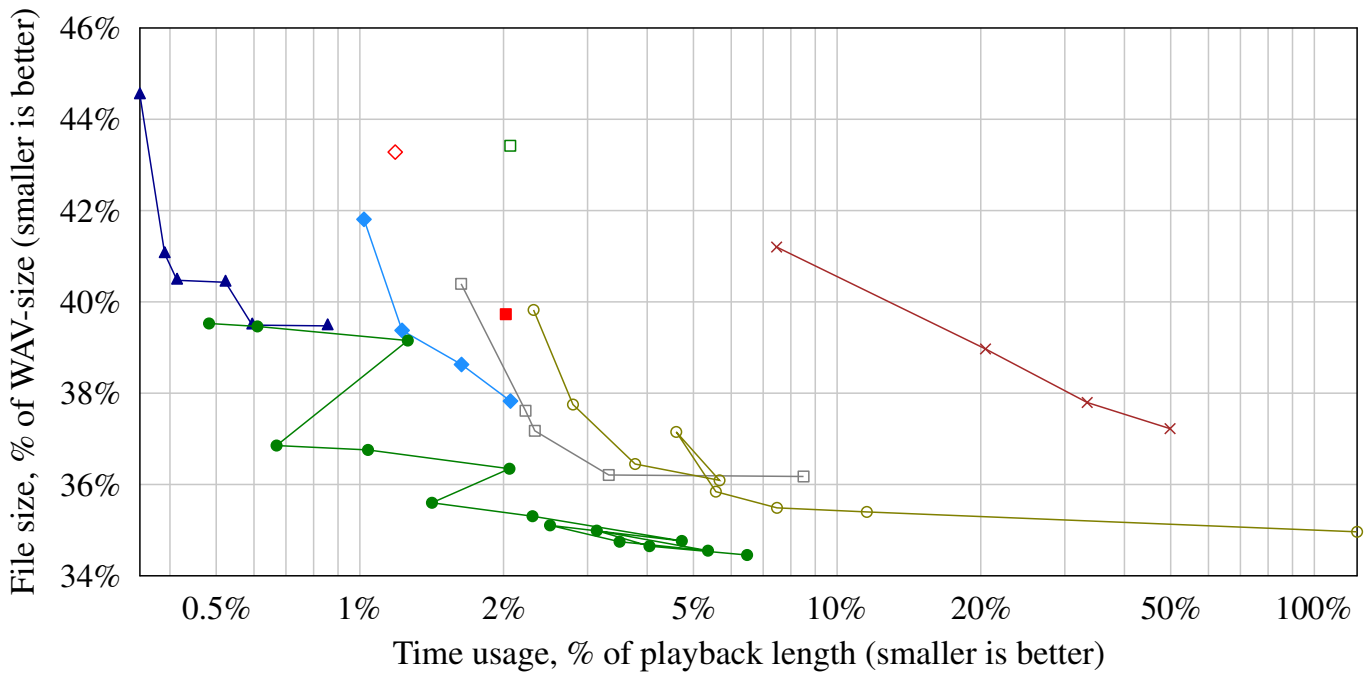 File size, % of WAV-size (smaller is better)
46%
44%
42%
40%
38%
36%
34%
0.5% 1% 2% 5% 10% 20% 50% 100%
Time usage, % of playback length (smaller is better)